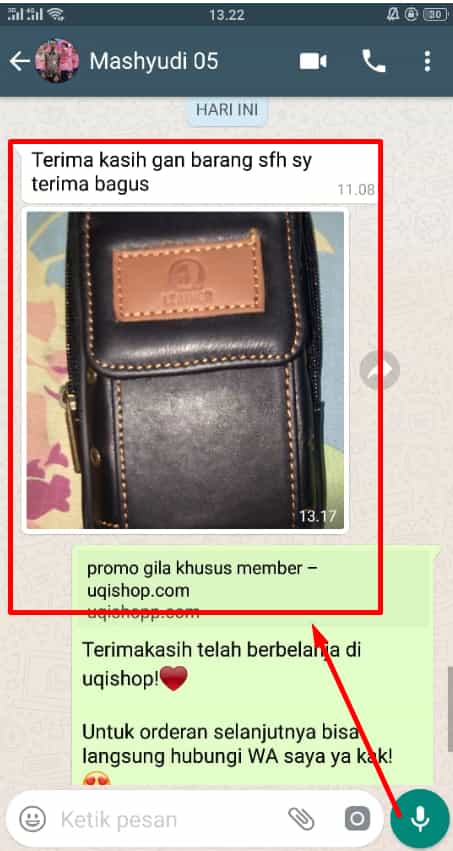 13.22
30
Mashyudi 05
HARI INI
Terima kasih gan barang sfh sy
terima bagus
11.08
LEATHER
13.17
promo gila khusus member –
uqishop.com
uqishopp.com
Terimakasih telah berbelanja di
uqishop!❤️
Untuk orderan selanjutnya bisa
langsung hubungi WA saya ya kak!
😍
Ketik pesan